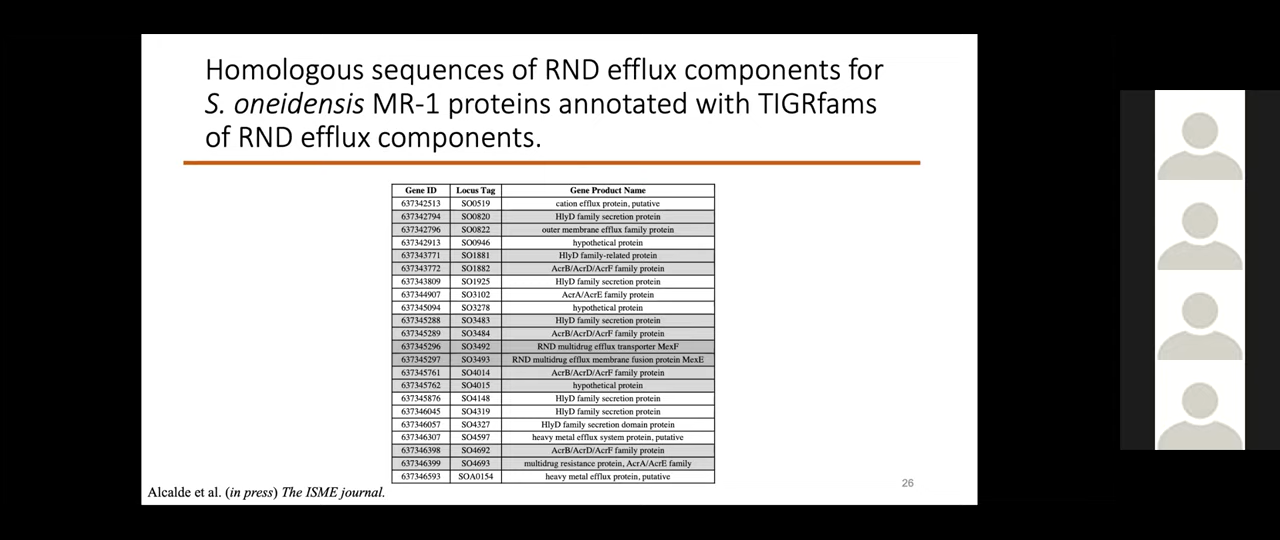 Homologous sequences of RND efflux components for
S. oneidensis MR-1 proteins annotated with TIGRfams
of RND efflux components.
Gene ID Locus Tag Gene Product Name
637342513 SO0519 cation efflux protein, putative
637342794 SO0820 HlyD family secretion protein
637342796 SO0822 outer membrane efflux family protein
637342913 SO0946 hypothetical protein
637343771 SO1881 HlyD family-related protein
637343772 SO1882 AcrB/AcrD/AcrF family protein
637343809 SO1925 HlyD family secretion protein
637344907 SO3102 AcrA/AcrE family protein
637345094 SO3278 hypothetical protein
637345288 SO3483 HlyD family secretion protein
637345289 SO3484 AcrB/AcrD/AcrF family protein
637345296 SO3492 RND multidrug efflux transporter MexF
637345297 SO3493 RND multidrug efflux membrane fusion protein MexE
637345761 SO4014 AcrB/AcrD/AcrF family protein
637345762 SO4015 hypothetical protein
637345876 SO4148 HlyD family secretion protein
637346045 SO4319 HlyD family secretion protein
637346057 SO4327 HlyD family secretion domain protein
637346307 SO4597 heavy metal efflux system protein, putative
637346398 SO4692 AcrB/AcrD/AcrF family protein
637346399 SO4693 multidrug resistance protein, AcrA/AcrE family
637346593 SOA0154 heavy metal efflux protein, putative
Alcalde et al. (in press) The ISME journal.
26